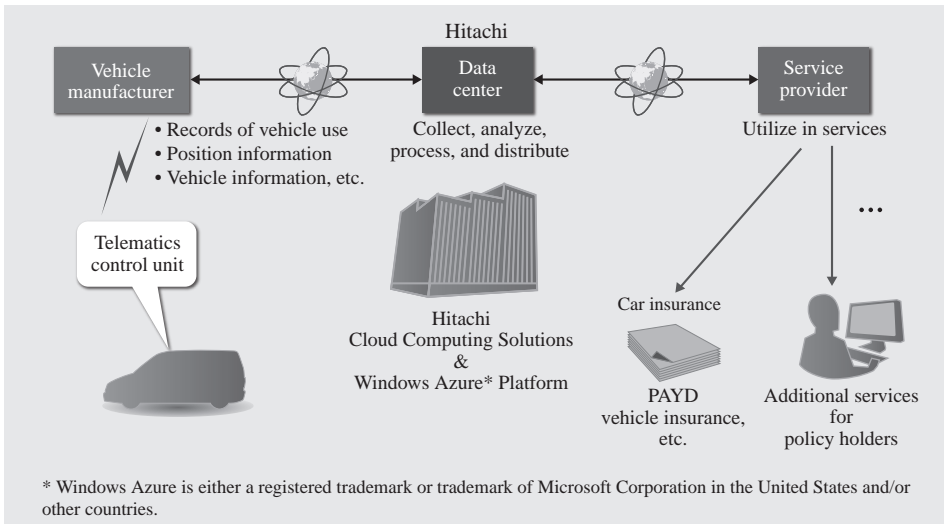 Hitachi
Vehicle
manufacturer
Data
center
Service
provider
• Records of vehicle use
• Position information
• Vehicle information, etc.
Collect, analyze,
process, and distribute
Utilize in services
...
Telematics
control unit
Hitachi
Cloud Computing Solutions
&
Windows Azure* Platform
Car insurance
PAYD
vehicle insurance,
etc.
Additional services
for
policy holders
* Windows Azure is either a registered trademark or trademark of Microsoft Corporation in the United States and/or
other countries.